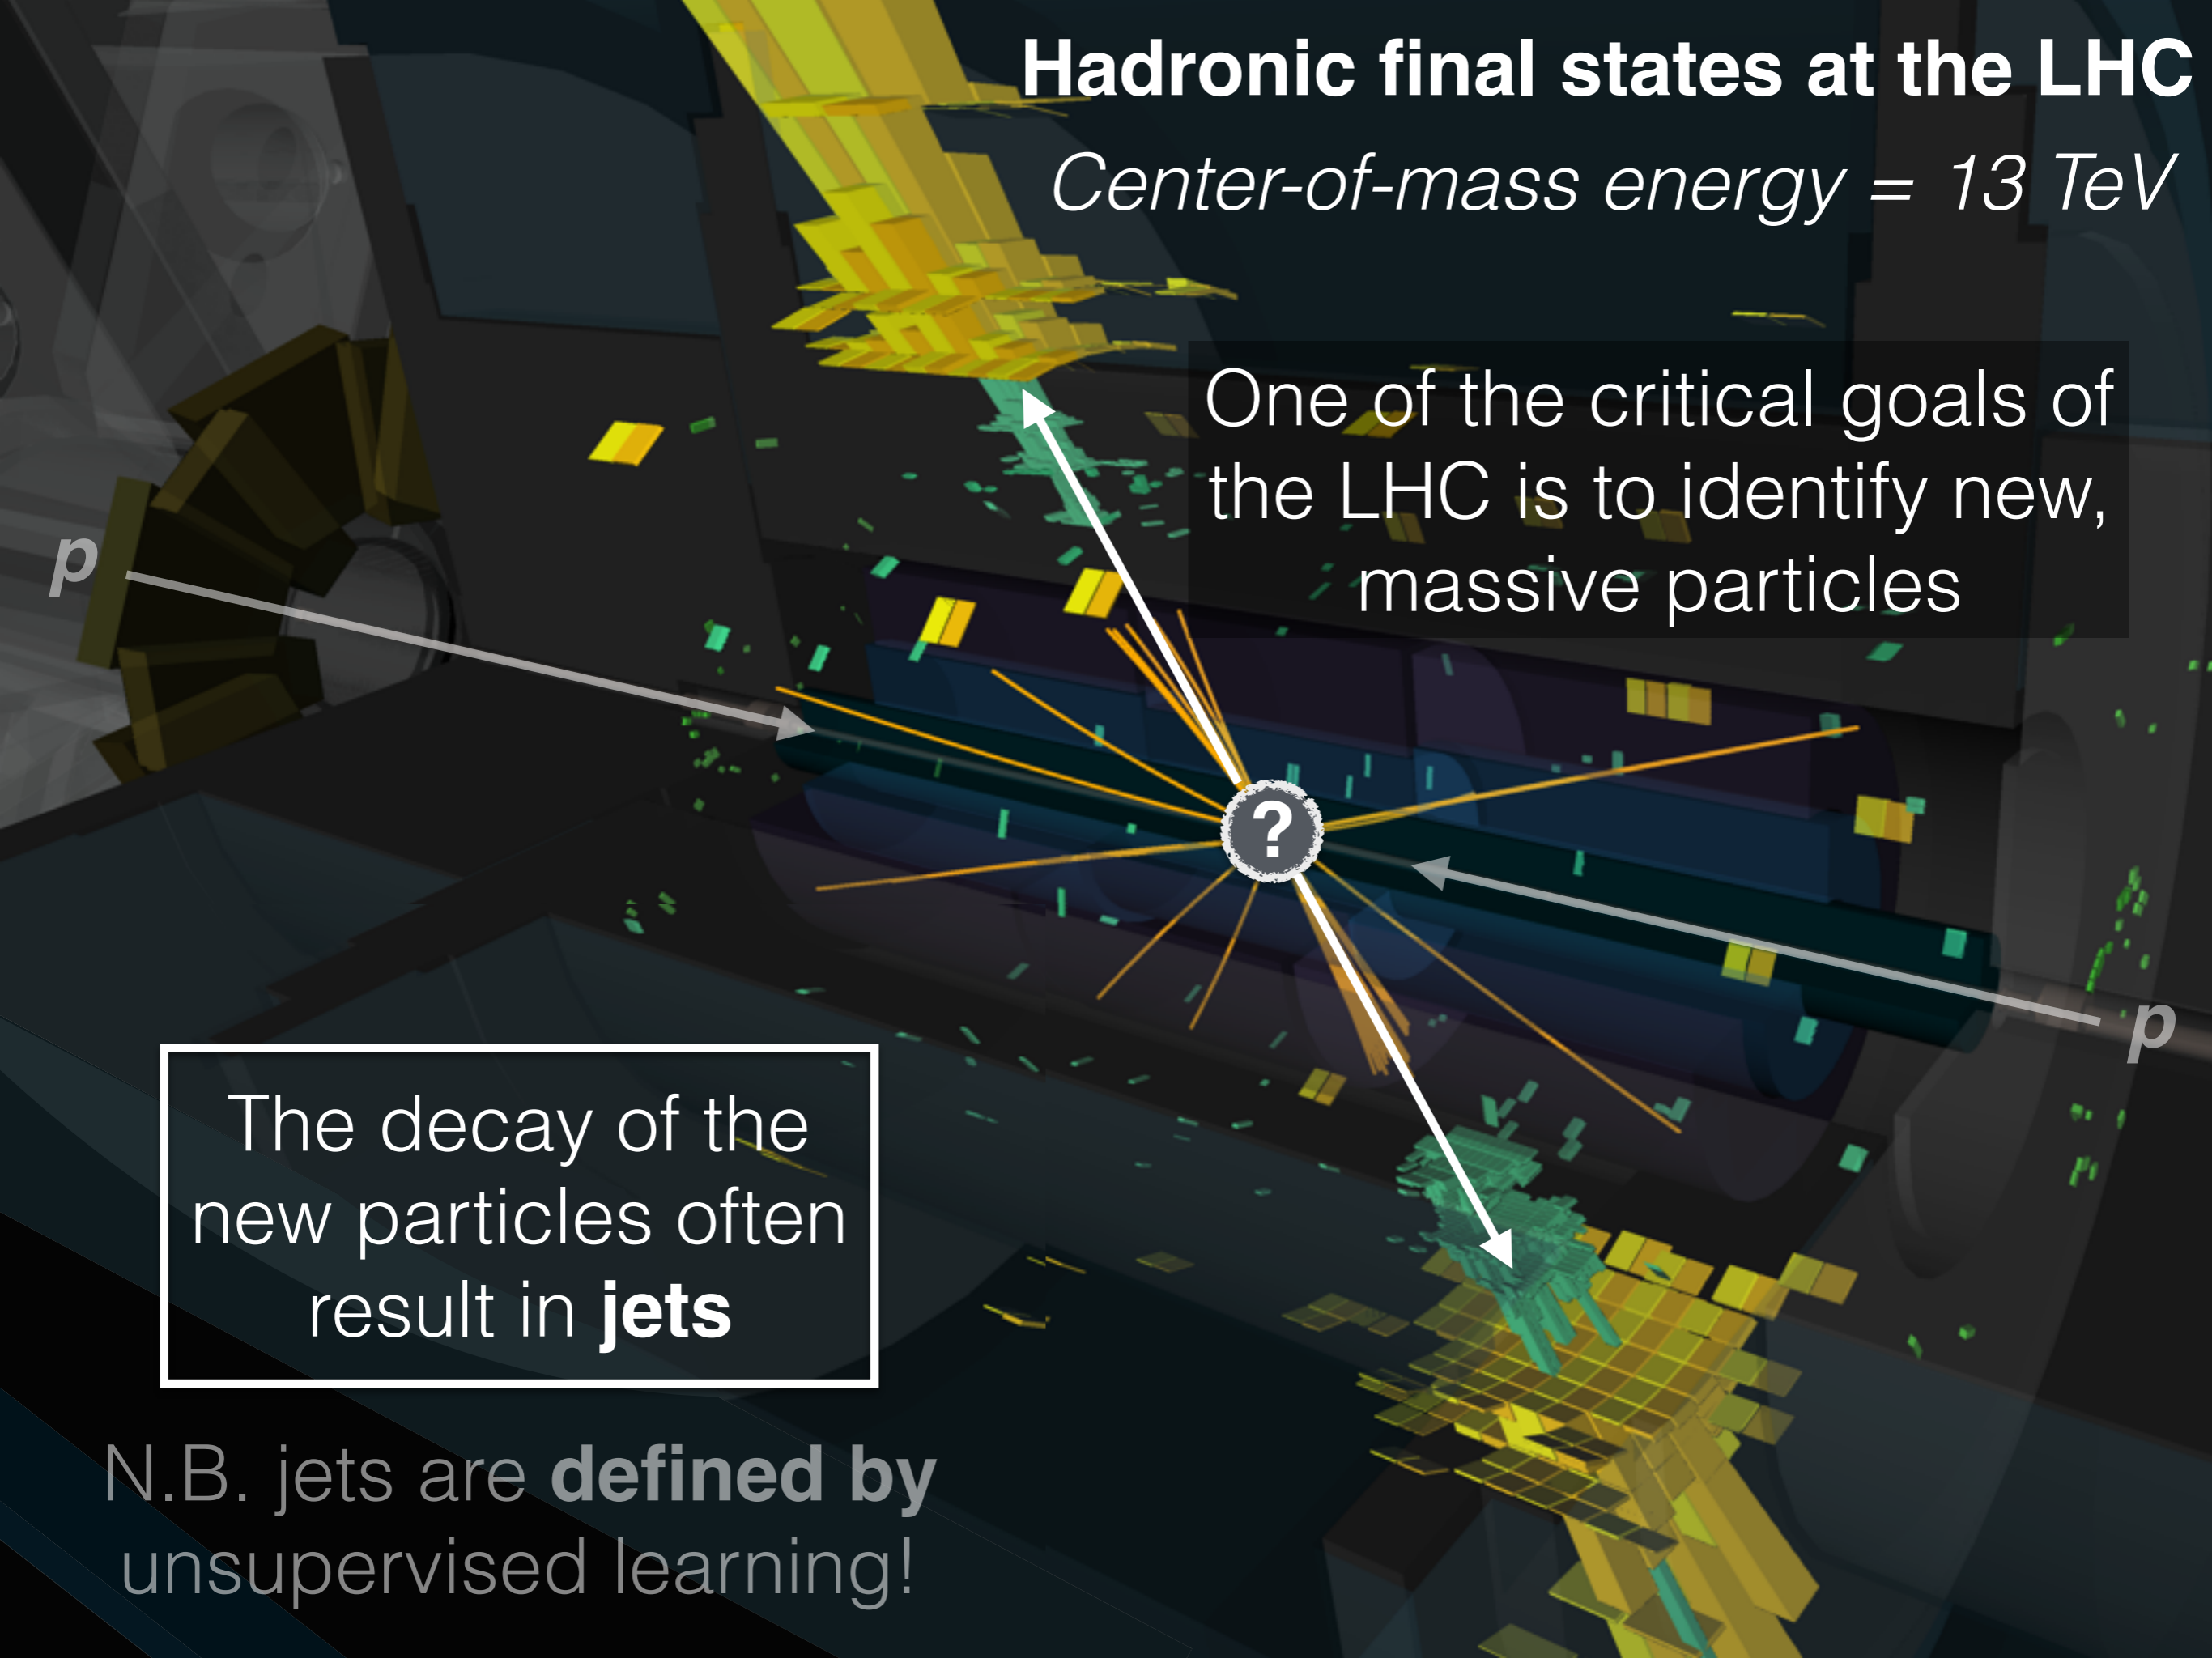 Hadronic final states at the LHC
Center-of-mass energy = 13 TeV
One of the critical goals of
the LHC is to identify new,
massive particles
p
?
p
The decay of the
new particles often
result in jets
N.B. jets are defined by
unsupervised learning!